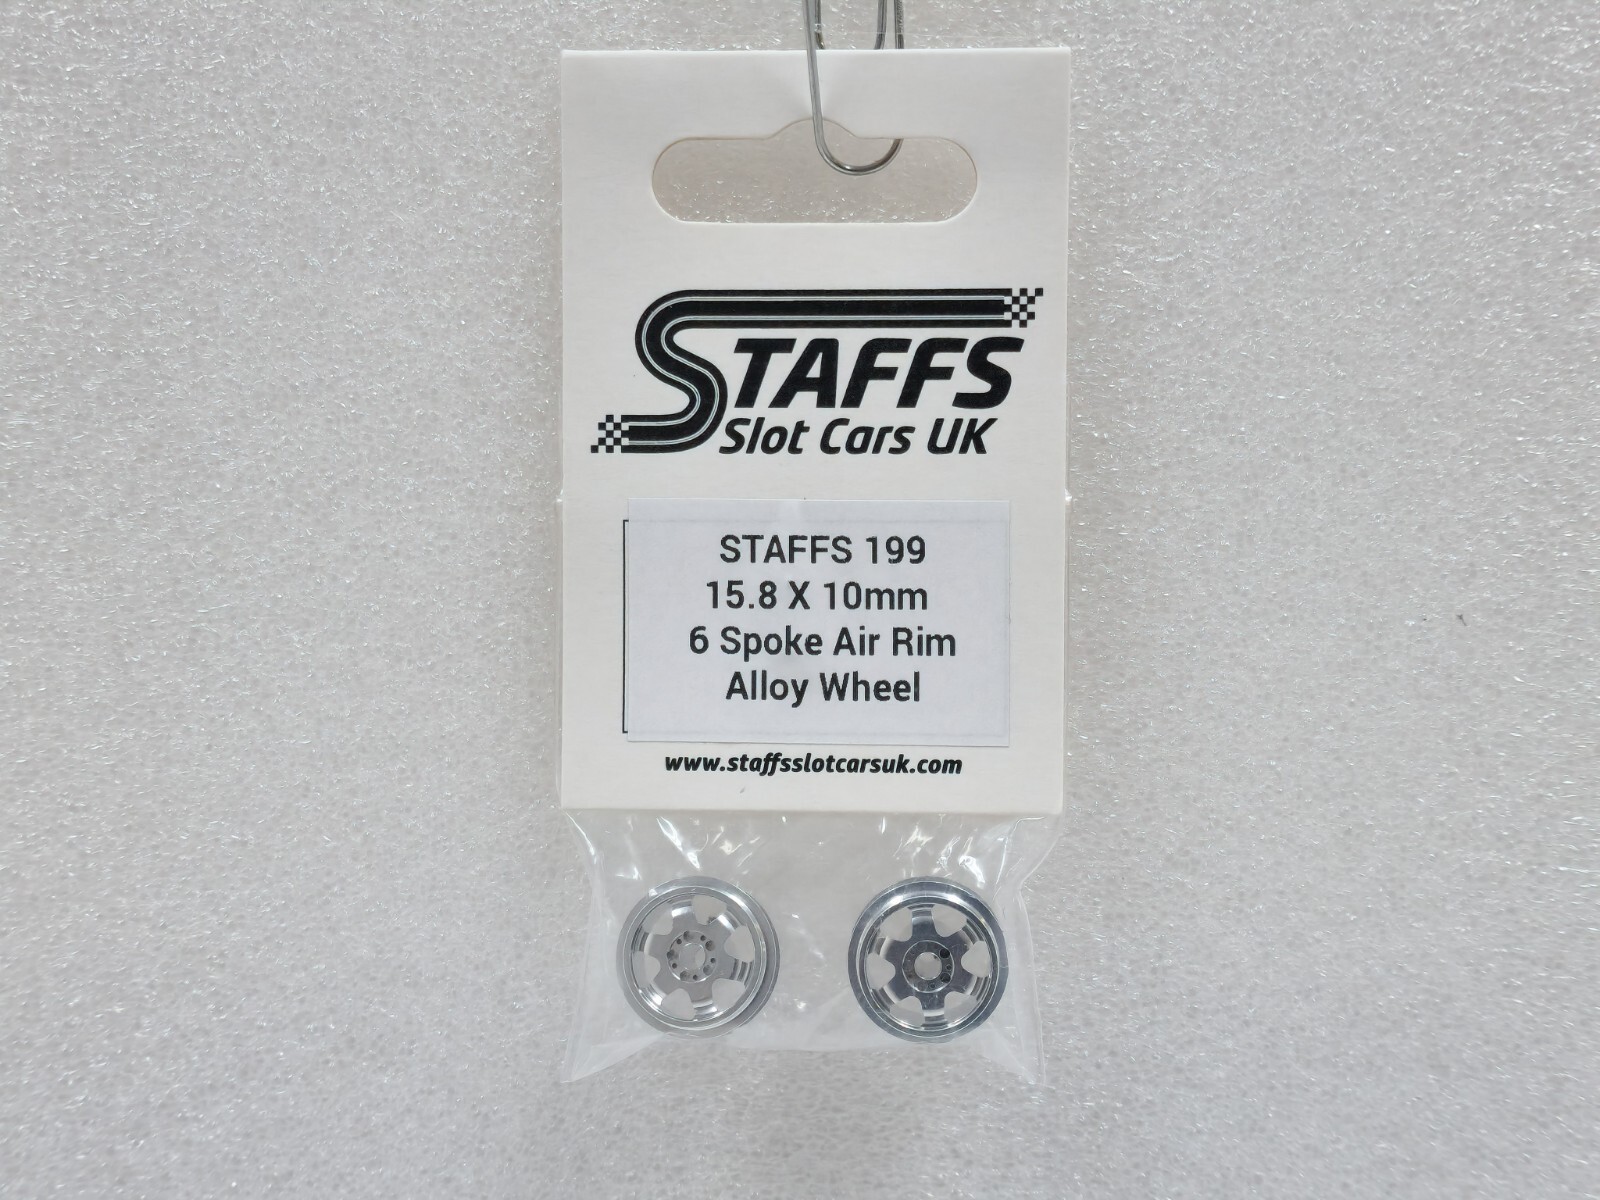 STAFFS
Slot Cars UK
STAFFS 199
15.8 X 10mm
6 Spoke Air Rim
Alloy Wheel
www.staffsslotcarsuk.com